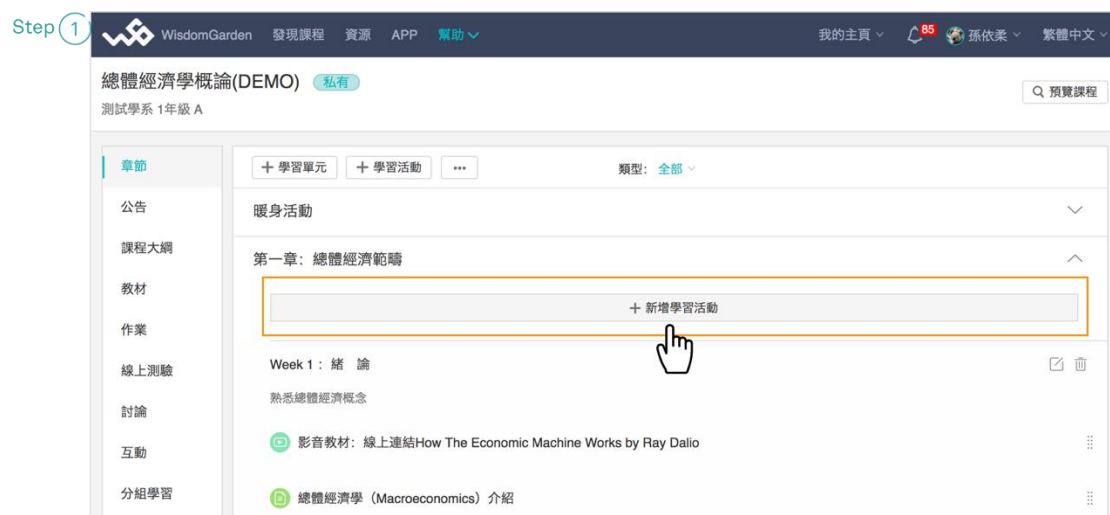 Step 1
WisdomGarden 發現課程 資源 APP 幫助 我的主頁 85 孫依柔 繁體中文
總體經濟學概論(DEMO) 私有
預覽課程
測試學系 1年級 A
章節
公告
課程大綱
教材
作業
線上測驗
討論
互動
分組學習
+ 學習單元 + 學習活動 ... 類型: 全部
暖身活動
第一章: 總體經濟範疇
+ 新增學習活動
Week 1: 緒 論
熟悉總體經濟概念
影音教材: 線上連結How The Economic Machine Works by Ray Dalio
總體經濟學（Macroeconomics）介紹